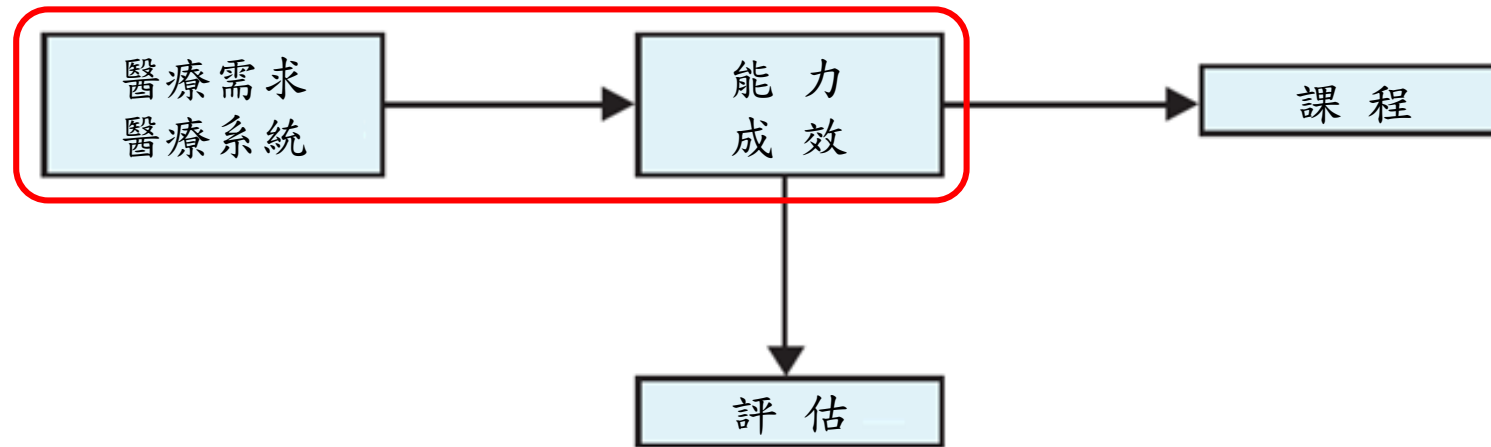 醫療需求
醫療系統
能 力
成 效
課 程
評 估